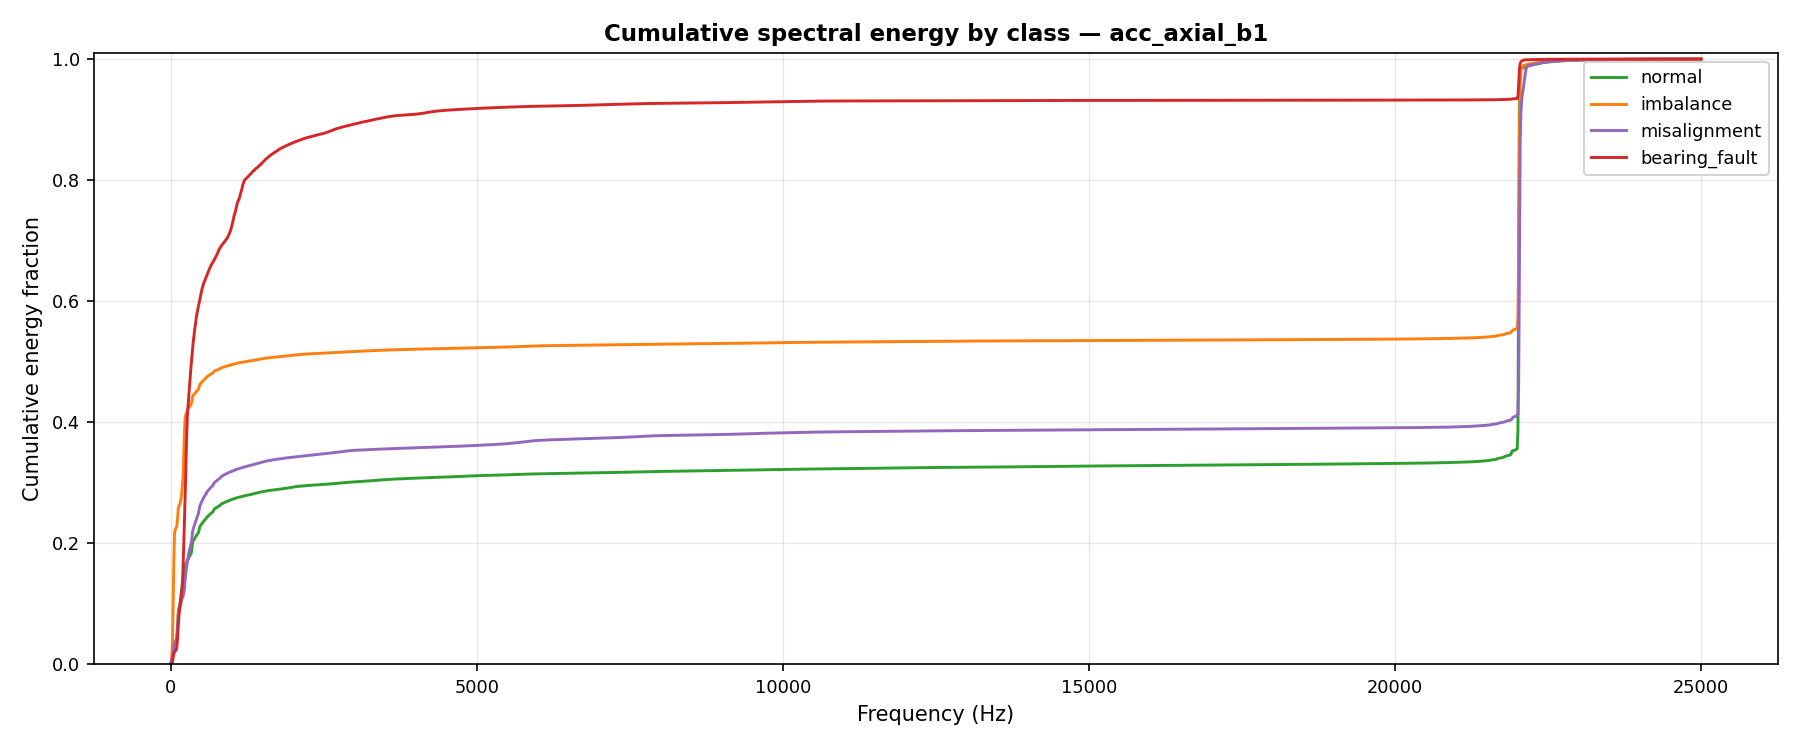 Cumulative spectral energy by class — acc_axial_b1
Cumulative energy fraction
1.0
0.8
0.6
0.4
0.2
0.0
normal
imbalance
misalignment
bearing_fault
0 5000 10000 15000 20000 25000
Frequency (Hz)